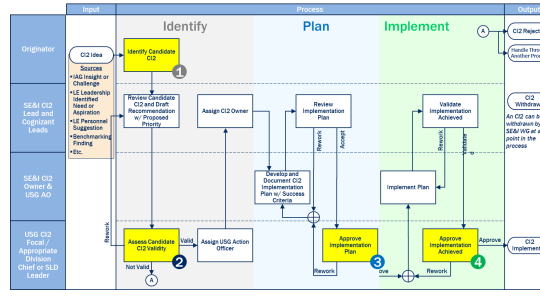 Input
Process
Output
Identify
Plan
Implement
Originator
CI2 Idea
Identify Candidate
CI2
1
A
CI2 Reject
Handle Thro
Another Pro
Sources
•IAG Insight or
Challenge
•LE Leadership
Identified
Need or
Aspiration
•LE Personnel
Suggestion
•Benchmarking
Finding
•Etc.
SE&I CI2
Lead and
Cognizant
Leads
Review Candidate
CI2 and Draft
Recommendation
w/ Proposed
Priority
Assign CI2 Owner
Review
Implementation
Plan
Validate
Implementation
Achieved
CI2
Withdraw
An CI2 can b
withdrawn by
SE&I WG at a
point in the
process
Rework
Accept
Rework
Validate
d
SE&I CI2
Owner &
USG AO
Develop and
Document CI2
Implementation
Plan w/ Success
Criteria
Implement Plan
USG CI2
Focal /
Appropriate
Division
Chief or SLD
Leader
Rework
Assess Candidate
CI2 Validity
Valid
2
Assign USG Action
Officer
Approve
Implementation
Plan
3
Approve
Implementation
Achieved
4
Approve
CI2
Implement
Not Valid
A
Rework
ove
Rework